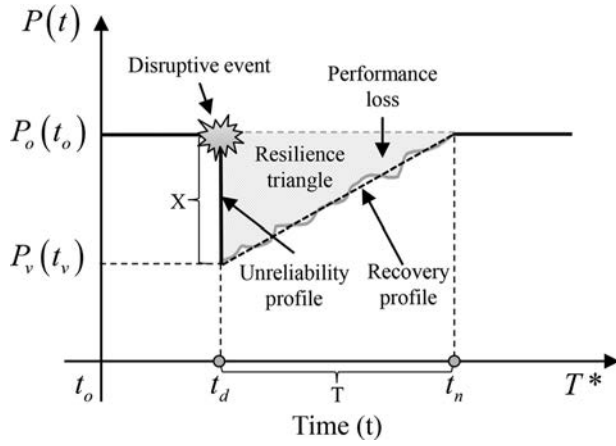 P(t)
Disruptive event
Performance
loss
P_o(t_o)
Resilience
triangle
X
P_v(t_v)
Unreliability
profile
Recovery
profile
t_o
t_d
T
t_n
T*
Time (t)